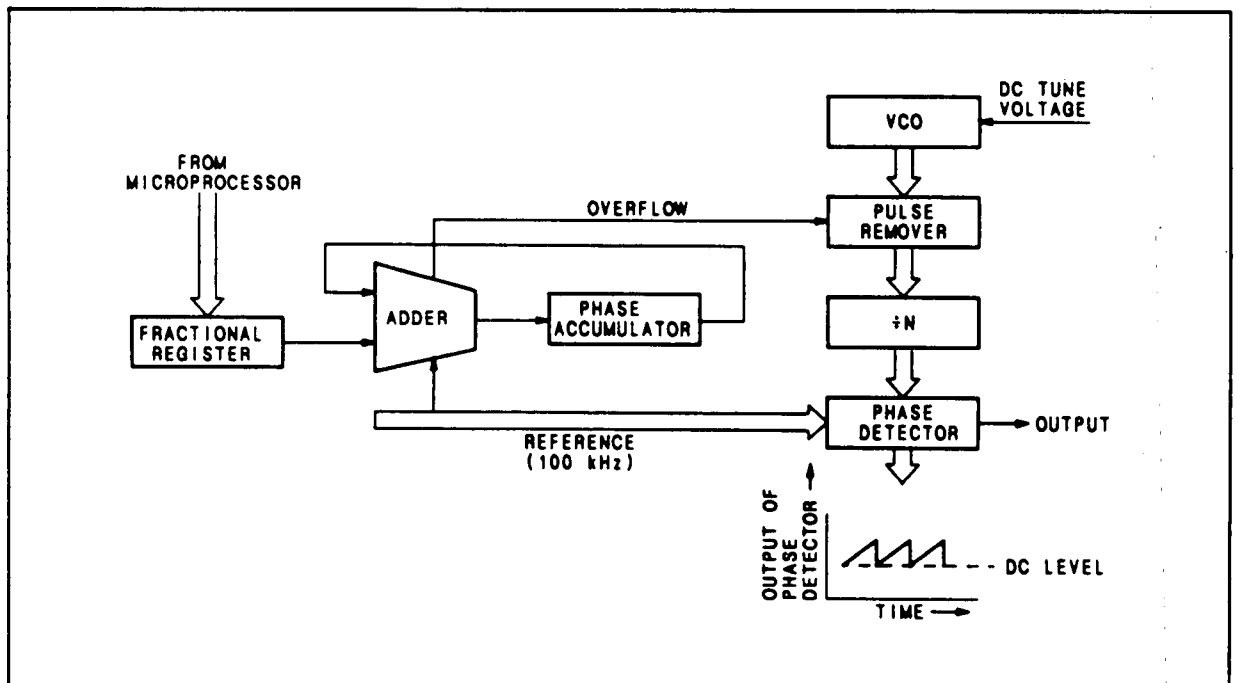 DC TUNE
VOLTAGE
VCO
FROM
MICROPROCESSOR
OVERFLOW
PULSE
REMOVER
ADDER
PHASE
ACCUMULATOR
FRACTIONAL
REGISTER
÷N
PHASE
DETECTOR
OUTPUT
REFERENCE
(100 kHz)
OUTPUT OF
PHASE
DETECTOR
DC LEVEL
TIME